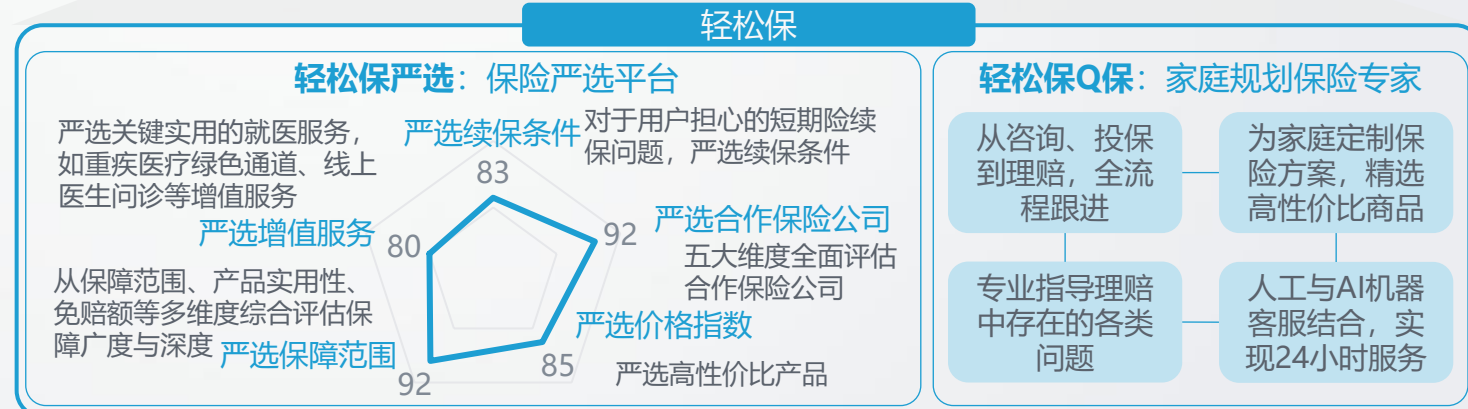 轻松保
轻松保严选：保险严选平台
严选关键实用的就医服务，
如重疾医疗绿色通道、线上
医生问诊等增值服务
严选续保条件
83
对于用户担心的短期险续
保问题，严选续保条件
严选增值服务
80
92
严选合作保险公司
五大维度全面评估
合作保险公司
从保障范围、产品实用性、
免赔额等多维度综合评估保
障广度与深度
严选保障范围
92
严选价格指数
85
严选高性价比产品
轻松保Q保：家庭规划保险专家
从咨询、投保
到理赔，全流
程跟进
为家庭定制保
险方案，精选
高性价比商品
专业指导理赔
中存在的各类
问题
人工与AI机器
客服结合，实
现24小时服务